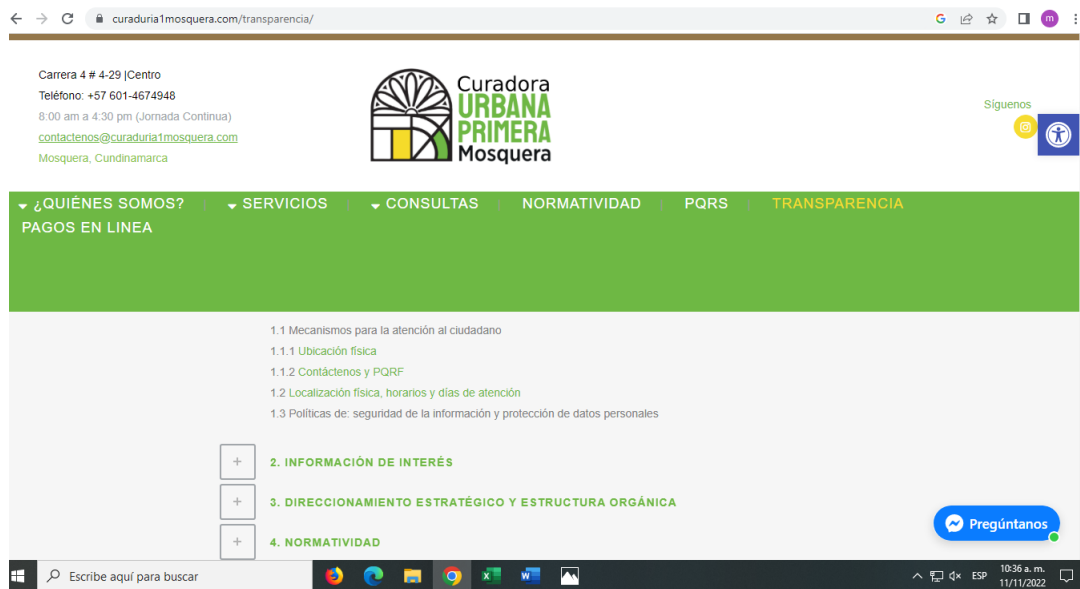 curaduria1mosquera.com/transparencia/
m
Carrera 4 # 4-29 |Centro
Teléfono: +57 601-4674948
8:00 am a 4:30 pm (Jornada Continua)
contactenos@curaduria1mosquera.com
Mosquera, Cundinamarca
Curadora
URBANA
PRIMERA
Mosquera
Síguenos
¿QUIÉNES SOMOS? | SERVICIOS | CONSULTAS | NORMATIVIDAD | PQRS | TRANSPARENCIA
PAGOS EN LINEA
1.1 Mecanismos para la atención al ciudadano
1.1.1 Ubicación física
1.1.2 Contáctenos y PQRF
1.2 Localización física, horarios y días de atención
1.3 Políticas de: seguridad de la información y protección de datos personales
+ 2. INFORMACIÓN DE INTERÉS
+ 3. DIRECCIONAMIENTO ESTRATÉGICO Y ESTRUCTURA ORGÁNICA
+ 4. NORMATIVIDAD
Pregúntanos
Escribe aquí para buscar
ESP
10:36 a. m.
11/11/2022